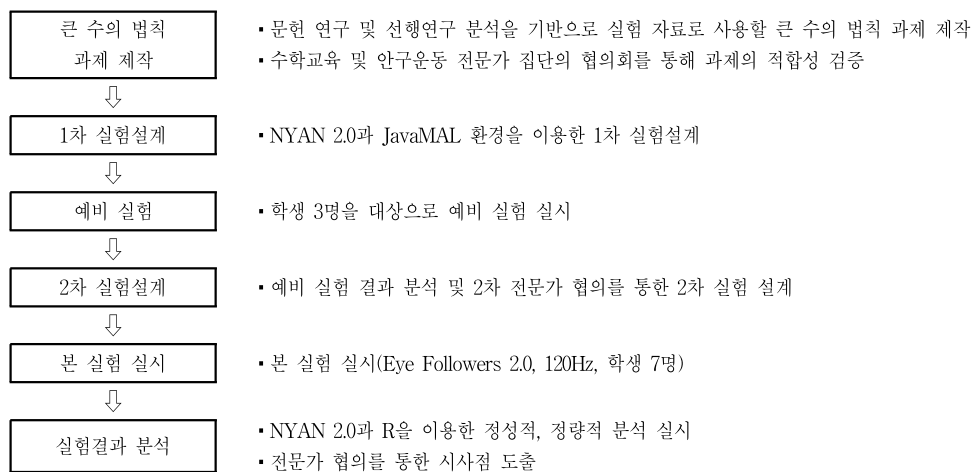 큰 수의 법칙
과제 제작
▪ 문헌 연구 및 선행연구 분석을 기반으로 실험 자료로 사용할 큰 수의 법칙 과제 제작
▪ 수학교육 및 안구운동 전문가 집단의 협의회를 통해 과제의 적합성 검증
1차 실험설계
▪ NYAN 2.0과 JavaMAL 환경을 이용한 1차 실험설계
예비 실험
▪ 학생 3명을 대상으로 예비 실험 실시
2차 실험설계
▪ 예비 실험 결과 분석 및 2차 전문가 협의를 통한 2차 실험 설계
본 실험 실시
▪ 본 실험 실시(Eye Followers 2.0, 120Hz, 학생 7명)
실험결과 분석
▪ NYAN 2.0과 R을 이용한 정성적, 정량적 분석 실시
▪ 전문가 협의를 통한 시사점 도출